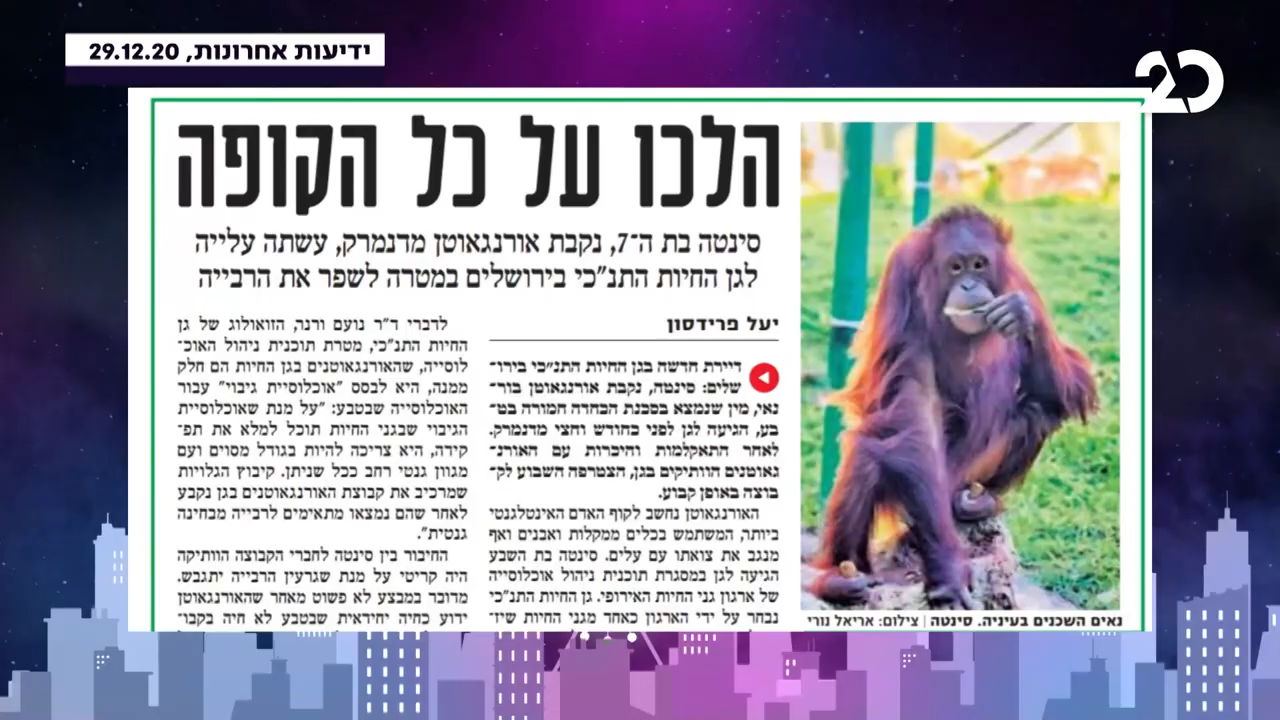 ידיעות אחרונות, 29.12.20
20
הלכו על כל הקופה
סינטה בת ה־7, נקבת אורנגאוטן מדנמרק, עשתה עלייה
לגן החיות התנ"כי בירושלים במטרה לשפר את הרבייה
יעל פרידסון
דיירת חדשה בגן החיות התנ"כי בירו־
שלים: סינטה, נקבת אורנגאוטן בור־
נאי, מין שנמצא בסכנת הכחדה חמורה בט־
בע, הגיעה לגן לפני כחודש וחצי מדנמרק.
לאחר התאקלמות והיכרות עם האורנ־
גאוטנים הוותיקים בגן, הצטרפה השבוע לק־
בוצה באופן קבוע.
האורנגאוטן נחשב לקוף האדם האינטלגנטי
ביותר, המשתמש בכלים ממקלות ואבנים ואף
מנגב את צואתו עם עלים. סינטה בת השבע
הגיעה לגן במסגרת תוכנית ניהול אוכלוסייה
של ארגון גני החיות האירופי. גן החיות התנ"כי
נבחר על ידי הארגון כאחד מגני החיות שיז־
לדברי ד"ר נועם ורנר, הזואולוג של גן
החיות התנ"כי, מטרת תוכנית ניהול האוכ־
לוסייה, שהאורנגאוטנים בגן החיות הם חלק
ממנה, היא לבסס "אוכלוסיית גיבוי" עבור
האוכלוסייה שבטבע: "על מנת שאוכלוסיית
הגיבוי שבגני החיות תוכל למלא את תפ־
קידה, היא צריכה להיות בגודל מסוים ועם
מגוון גנטי רחב ככל שניתן. קיבוץ הגלויות
שמרכיב את קבוצת האורנגאוטנים בגן נקבע
לאחר שהם נמצאו מתאימים לרבייה מבחינה
גנטית".
החיבור בין סינטה לחברי הקבוצה הוותיקה
היה קריטי על מנת שגרעין הרבייה יתגבש.
מדובר במבצע לא פשוט מאחר שהאורנגאוטן
ידוע כחיה יחידאית שבטבע לא חיה בקבו־
נאים השכנים בעיניה. סינטה | צילום: אריאל נורי